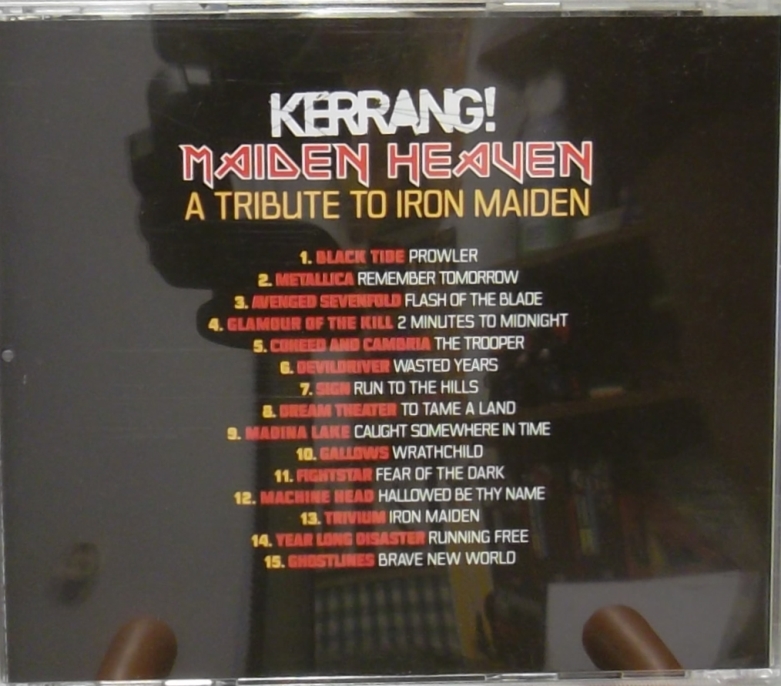 KERRANG!
MAIDEN HEAVEN
A TRIBUTE TO IRON MAIDEN
1. BLACK TIDE PROWLER
2. METALLICA REMEMBER TOMORROW
3. AVENGED SEVENFOLD FLASH OF THE BLADE
4. GLAMOUR OF THE KILL 2 MINUTES TO MIDNIGHT
5. COHEED AND CAMBRIA THE TROOPER
6. DEVILDRIVER WASTED YEARS
7. SIGN RUN TO THE HILLS
8. DREAM THEATER TO TAME A LAND
9. MADINA LAKE CAUGHT SOMEWHERE IN TIME
10. GALLOWS WRATHCHILD
11. FIGHTSTAR FEAR OF THE DARK
12. MACHINE HEAD HALLOWED BE THY NAME
13. TRIVIUM IRON MAIDEN
14. YEAR LONG DISASTER RUNNING FREE
15. GHOSTLINES BRAVE NEW WORLD